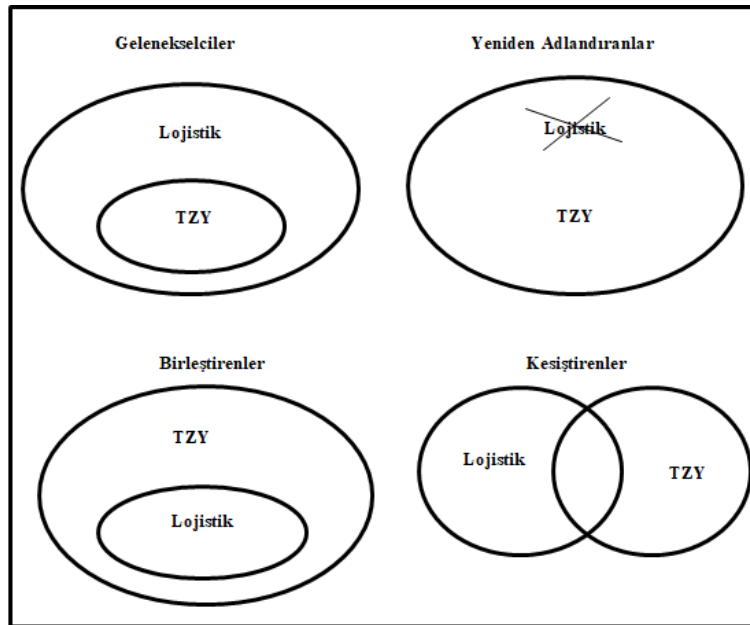 Gelenekselciler
Lojistik
TZY
Yeniden Adlandıranlar
Lojistik
TZY
Birleştirenler
TZY
Lojistik
Kesiştirenler
Lojistik
TZY